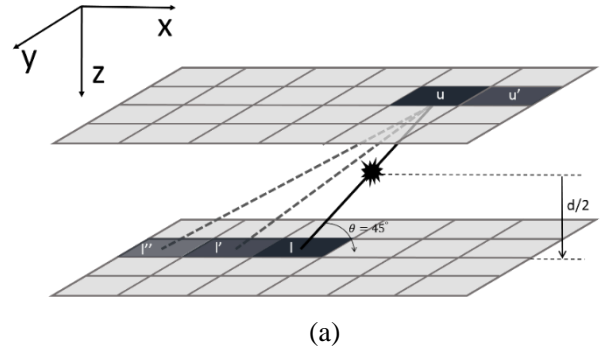 x
y
z
u u'
d/2
θ = 45°
l'' l' l
(a)